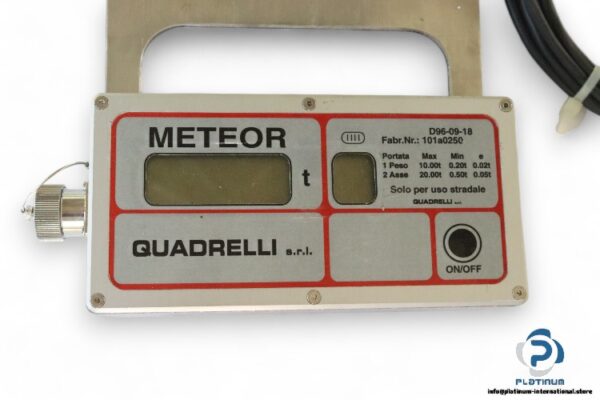 METEOR
t
D96-09-18
Fabr.Nr.: 101a0250
Portata Max Min e
1 Peso 10.00t 0.20t 0.02t
2 Asse 20.00t 0.50t 0.05t
Solo per uso stradale
QUADRELLI s.r.l.
QUADRELLI s.r.l.
ON/OFF
PLATINUM
info@platinum-international.store